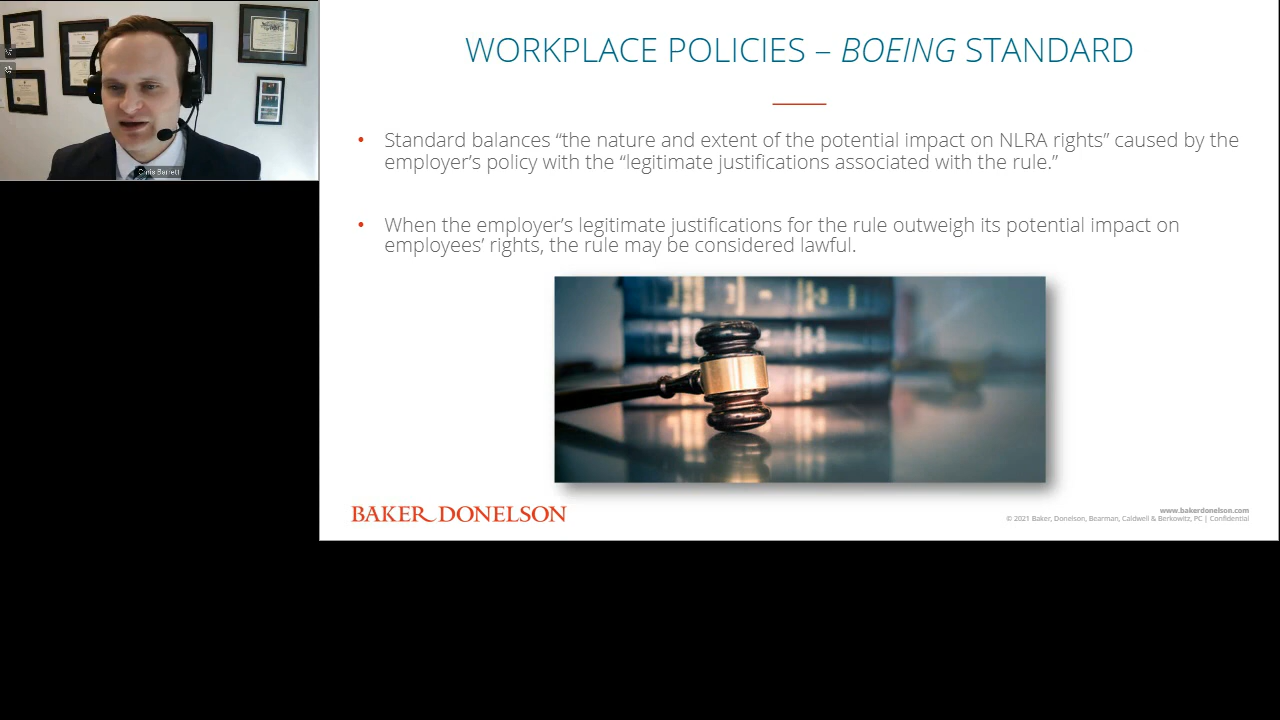 Chris Barrett
WORKPLACE POLICIES – BOEING STANDARD
• Standard balances “the nature and extent of the potential impact on NLRA rights” caused by the
employer’s policy with the “legitimate justifications associated with the rule.”
• When the employer’s legitimate justifications for the rule outweigh its potential impact on
employees’ rights, the rule may be considered lawful.
BAKER DONELSON
www.bakerdonelson.com
© 2021 Baker, Donelson, Bearman, Caldwell & Berkowitz, PC | Confidential